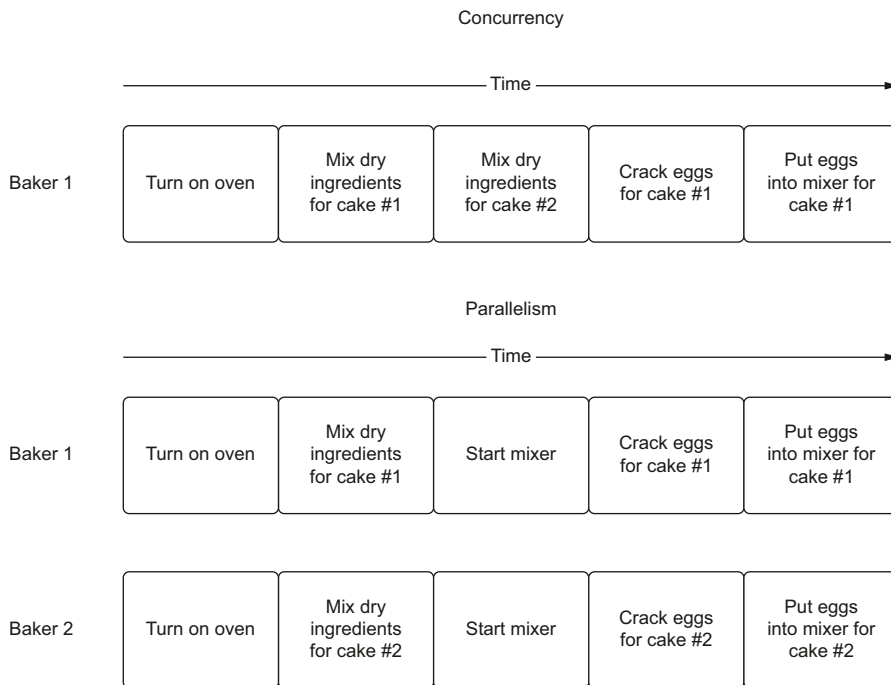 Concurrency
Time
Baker 1
Turn on oven
Mix dry
ingredients
for cake #1
Mix dry
ingredients
for cake #2
Crack eggs
for cake #1
Put eggs
into mixer for
cake #1
Parallelism
Time
Baker 1
Turn on oven
Mix dry
ingredients
for cake #1
Start mixer
Crack eggs
for cake #1
Put eggs
into mixer for
cake #1
Baker 2
Turn on oven
Mix dry
ingredients
for cake #2
Start mixer
Crack eggs
for cake #2
Put eggs
into mixer for
cake #2